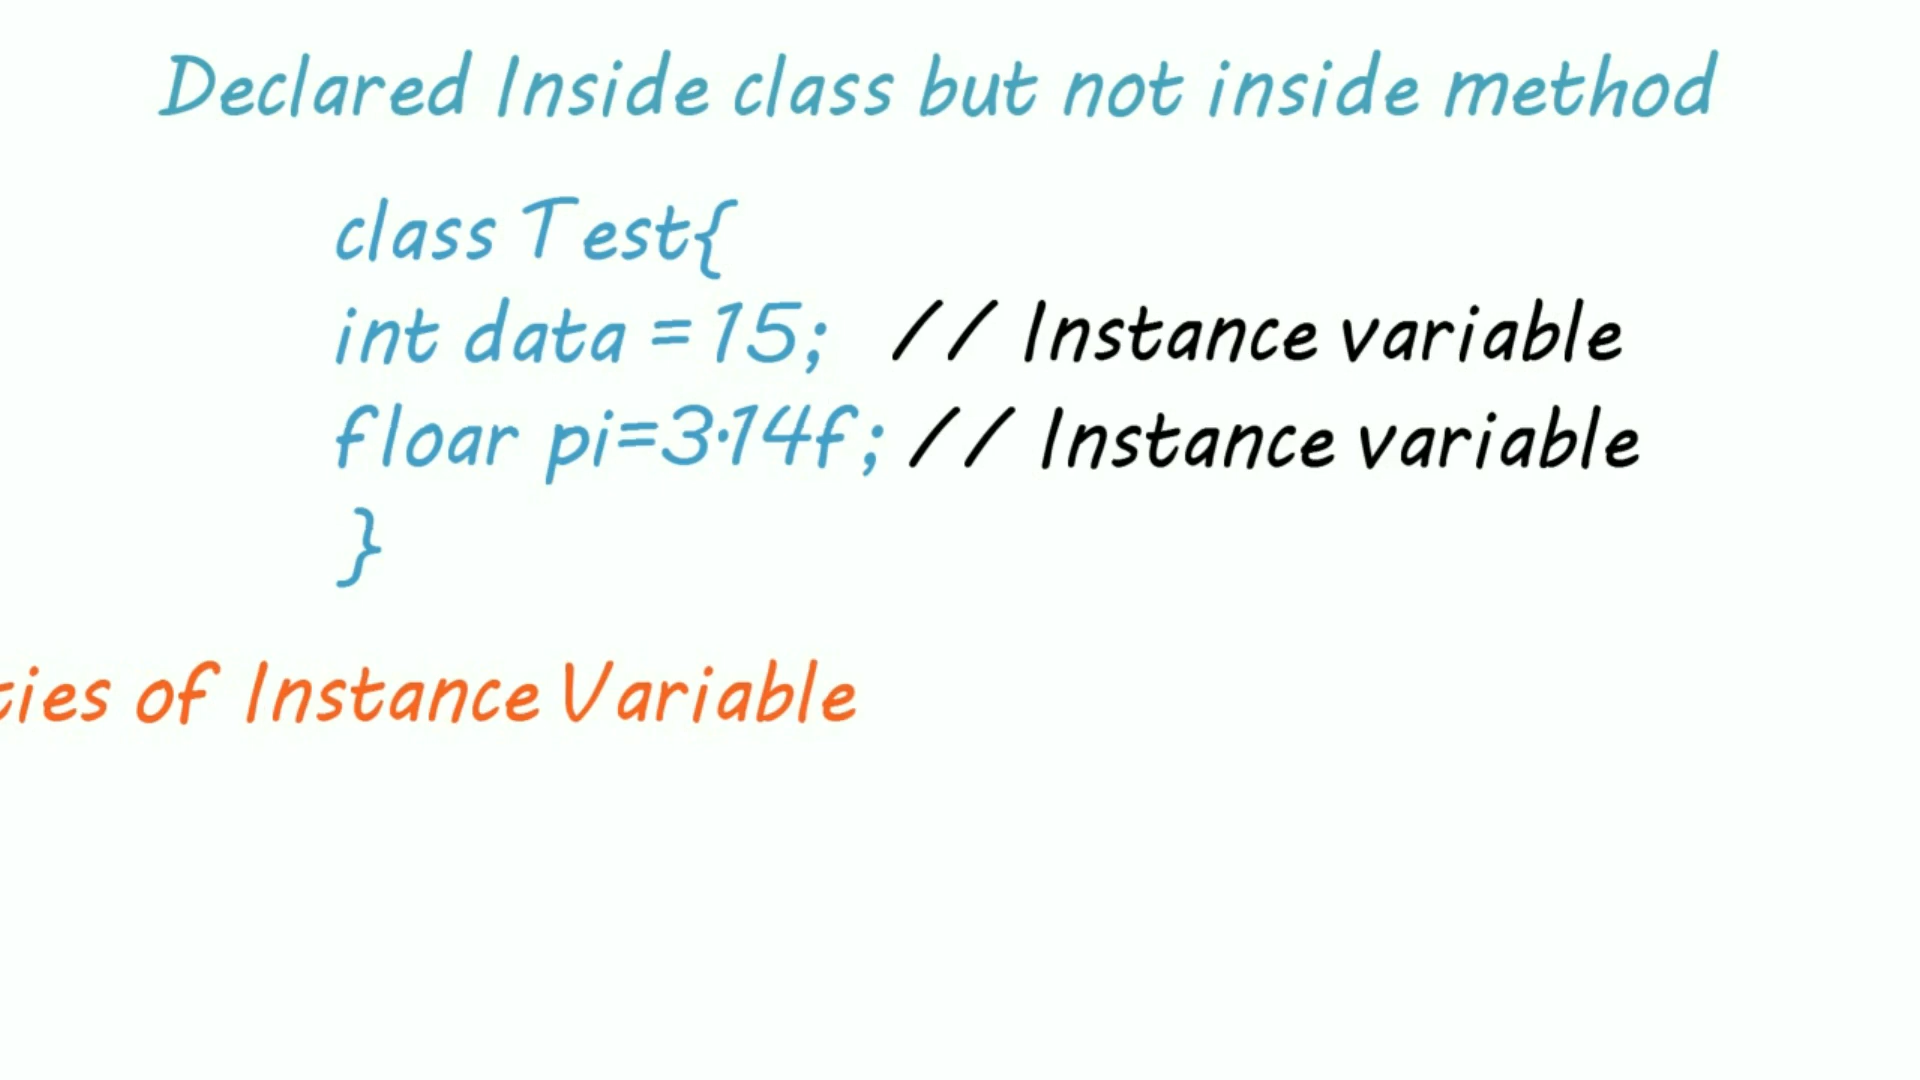 Declared Inside class but not inside method
class Test{
int data = 15; // Instance variable
floar pi=3.14f; // Instance variable
}
ties of Instance Variable